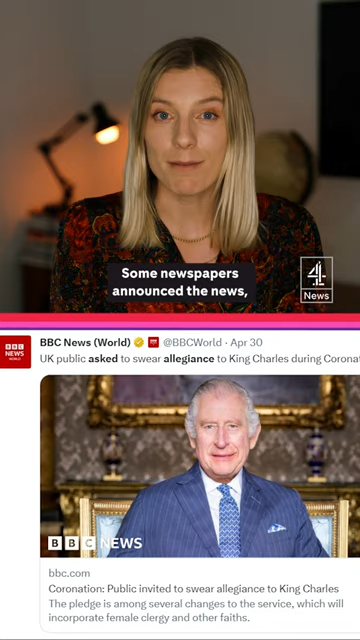 Some newspapers
announced the news,
4
News
BBC
NEWS
WORLD
BBC News (World) @BBCWorld · Apr 30
UK public asked to swear allegiance to King Charles during Coronat
BBC NEWS
bbc.com
Coronation: Public invited to swear allegiance to King Charles
The pledge is among several changes to the service, which will
incorporate female clergy and other faiths.